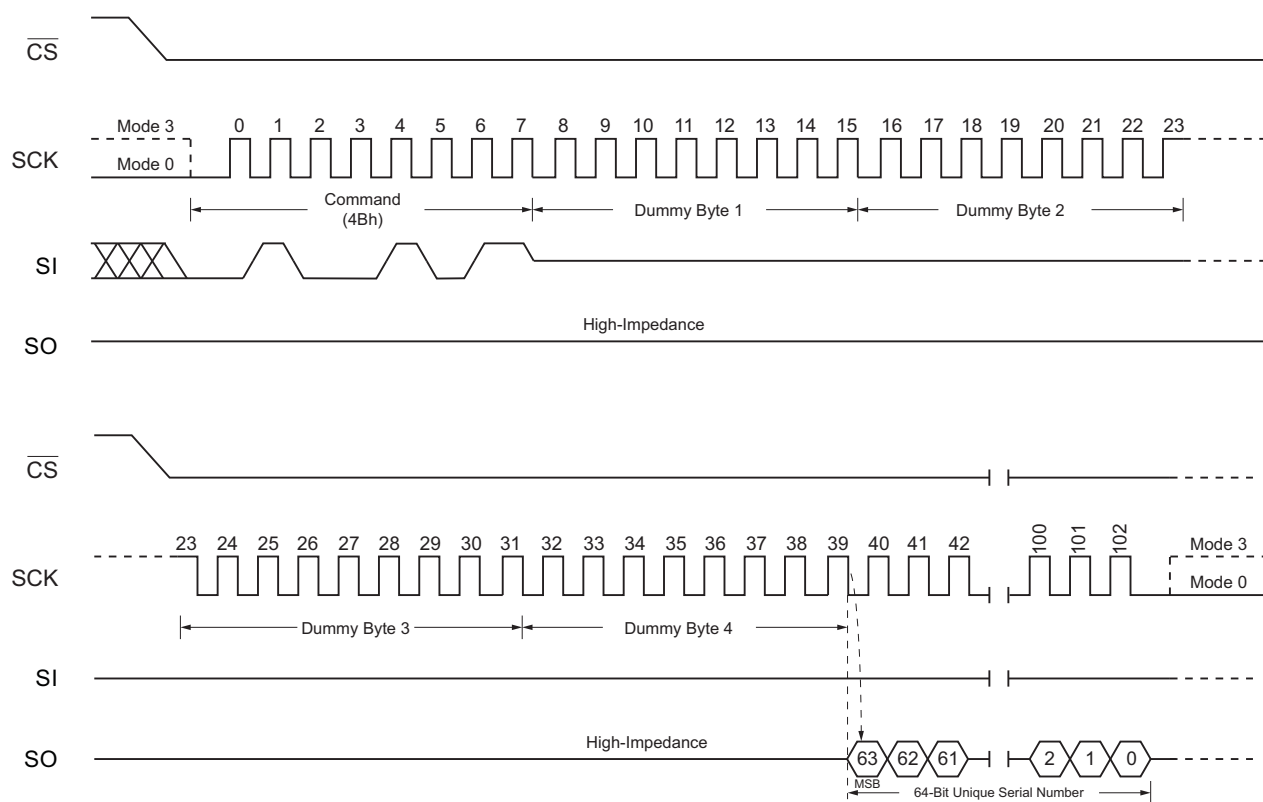 CS
Mode 3
0 1 2 3 4 5 6 7 8 9 10 11 12 13 14 15 16 17 18 19 20 21 22 23
SCK
Mode 0
Command
(4Bh)
Dummy Byte 1
Dummy Byte 2
SI
High-Impedance
SO
CS
23 24 25 26 27 28 29 30 31 32 33 34 35 36 37 38 39 40 41 42 100 101 102
Mode 3
SCK
Mode 0
Dummy Byte 3
Dummy Byte 4
SI
High-Impedance
SO
63 62 61 2 1 0
MSB
64-Bit Unique Serial Number